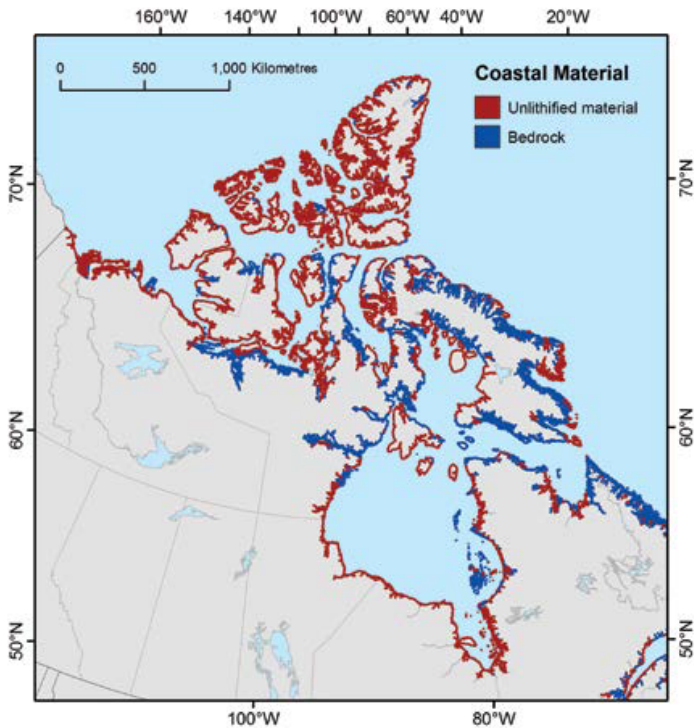 160°W 140°W 120°W 100°W 60°W 40°W 20°W
0 500 1,000 Kilometres
Coastal Material
Unlithified material
Bedrock
70°N 70°N
60°N 60°N
50°N 50°N
100°W 80°W